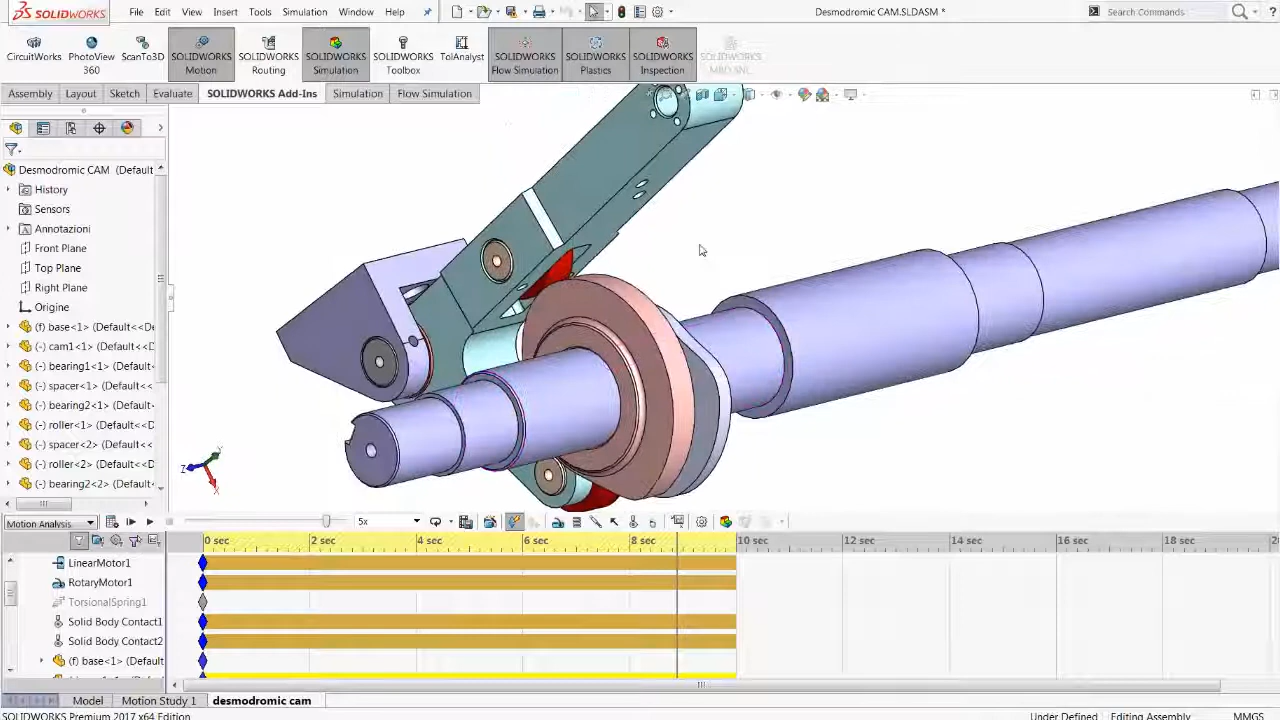 SOLIDWORKS File Edit View Insert Tools Simulation Window Help Desmodromic CAM.SLDASM * Search Commands ?
CircuitWorks PhotoView 360 ScanTo3D SOLIDWORKS Motion SOLIDWORKS Routing SOLIDWORKS Simulation SOLIDWORKS Toolbox TolAnalyst SOLIDWORKS Flow Simulation SOLIDWORKS Plastics SOLIDWORKS Inspection SOLIDWORKS MBD SNL
Assembly Layout Sketch Evaluate SOLIDWORKS Add-Ins Simulation Flow Simulation
Desmodromic CAM (Default
History
Sensors
Annotazioni
Front Plane
Top Plane
Right Plane
Origine
(f) base<1> (Default<<De
(-) cam1<1> (Default<<C
(-) bearing1<1> (Default
(-) spacer<1> (Default<<
(-) bearing2<1> (Default
(-) roller<1> (Default<<
(-) spacer<2> (Default<<
(-) roller<2> (Default<<
(-) bearing2<2> (Default
Z Y X
Motion Analysis 5x
0 sec 2 sec 4 sec 6 sec 8 sec 10 sec 12 sec 14 sec 16 sec 18 sec 20
LinearMotor1
RotaryMotor1
TorsionalSpring1
Solid Body Contact1
Solid Body Contact2
(f) base<1> (Default
Model Motion Study 1 desmodromic cam
SOLIDWORKS Premium 2017 x64 Edition Under Defined Editing Assembly MMGS